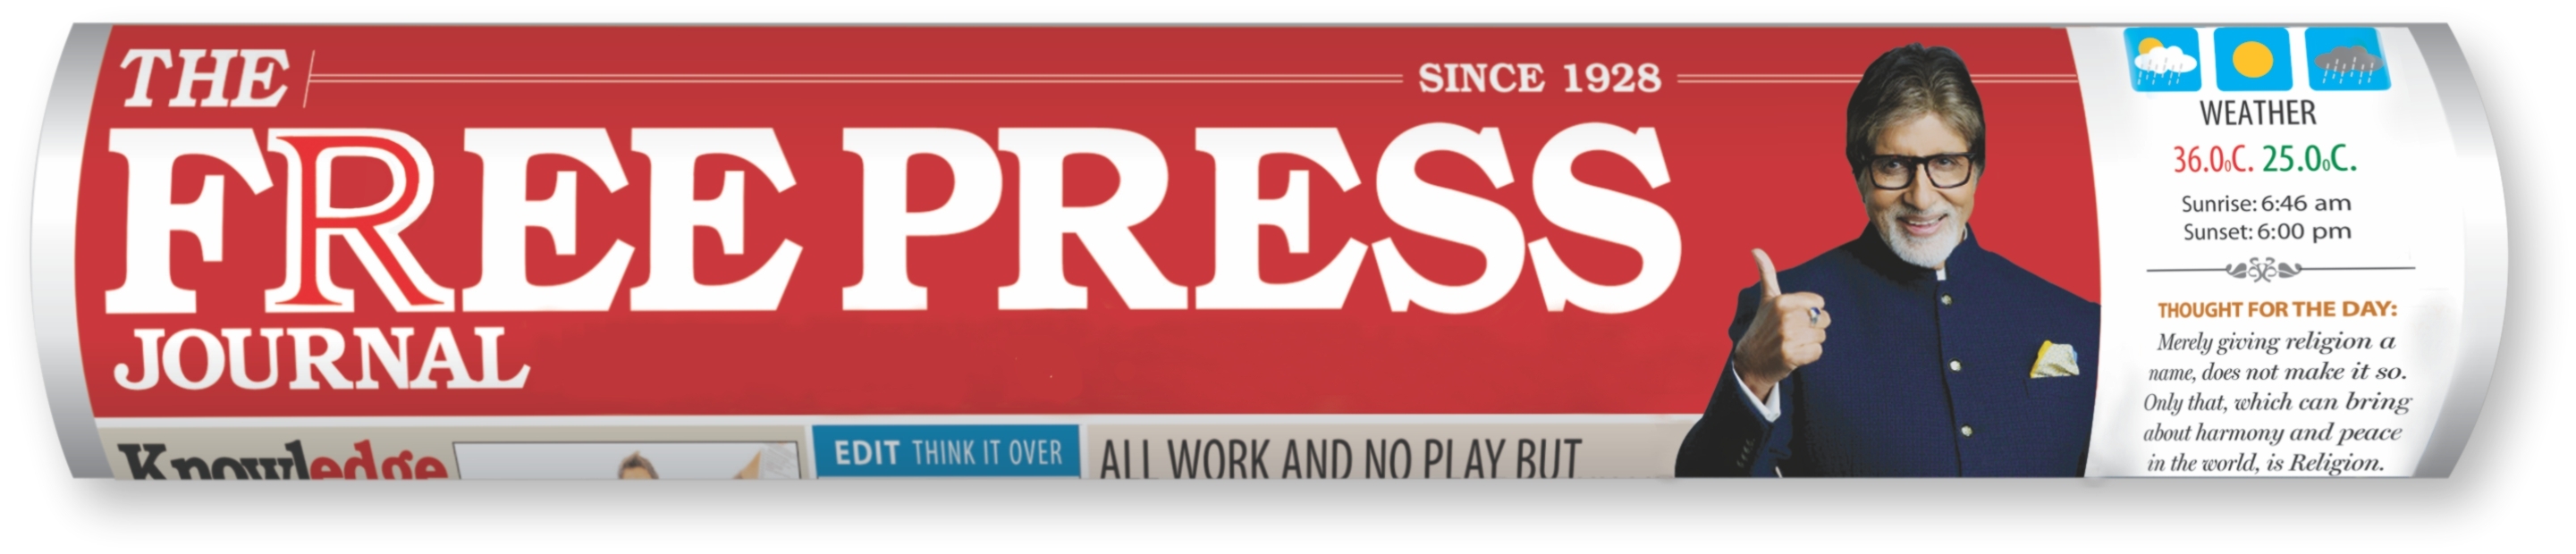 THE
SINCE 1928
FREE PRESS
JOURNAL
Knowledge
EDIT THINK IT OVER
ALL WORK AND NO PLAY BUT
WEATHER
36.0₀C. 25.0₀C.
Sunrise: 6:46 am
Sunset: 6:00 pm
THOUGHT FOR THE DAY:
Merely giving religion a
name, does not make it so.
Only that, which can bring
about harmony and peace
in the world, is Religion.